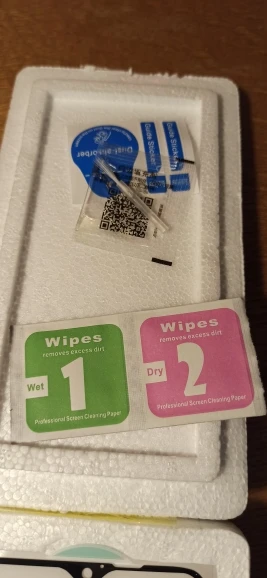 Dust-absorber
Guide Sticker
Guide Sticker
Wipes
removes excess dirt
Wet
1
Professional Screen Cleaning Paper
Wipes
removes excess dirt
Dry
2
Professional Screen Cleaning Paper